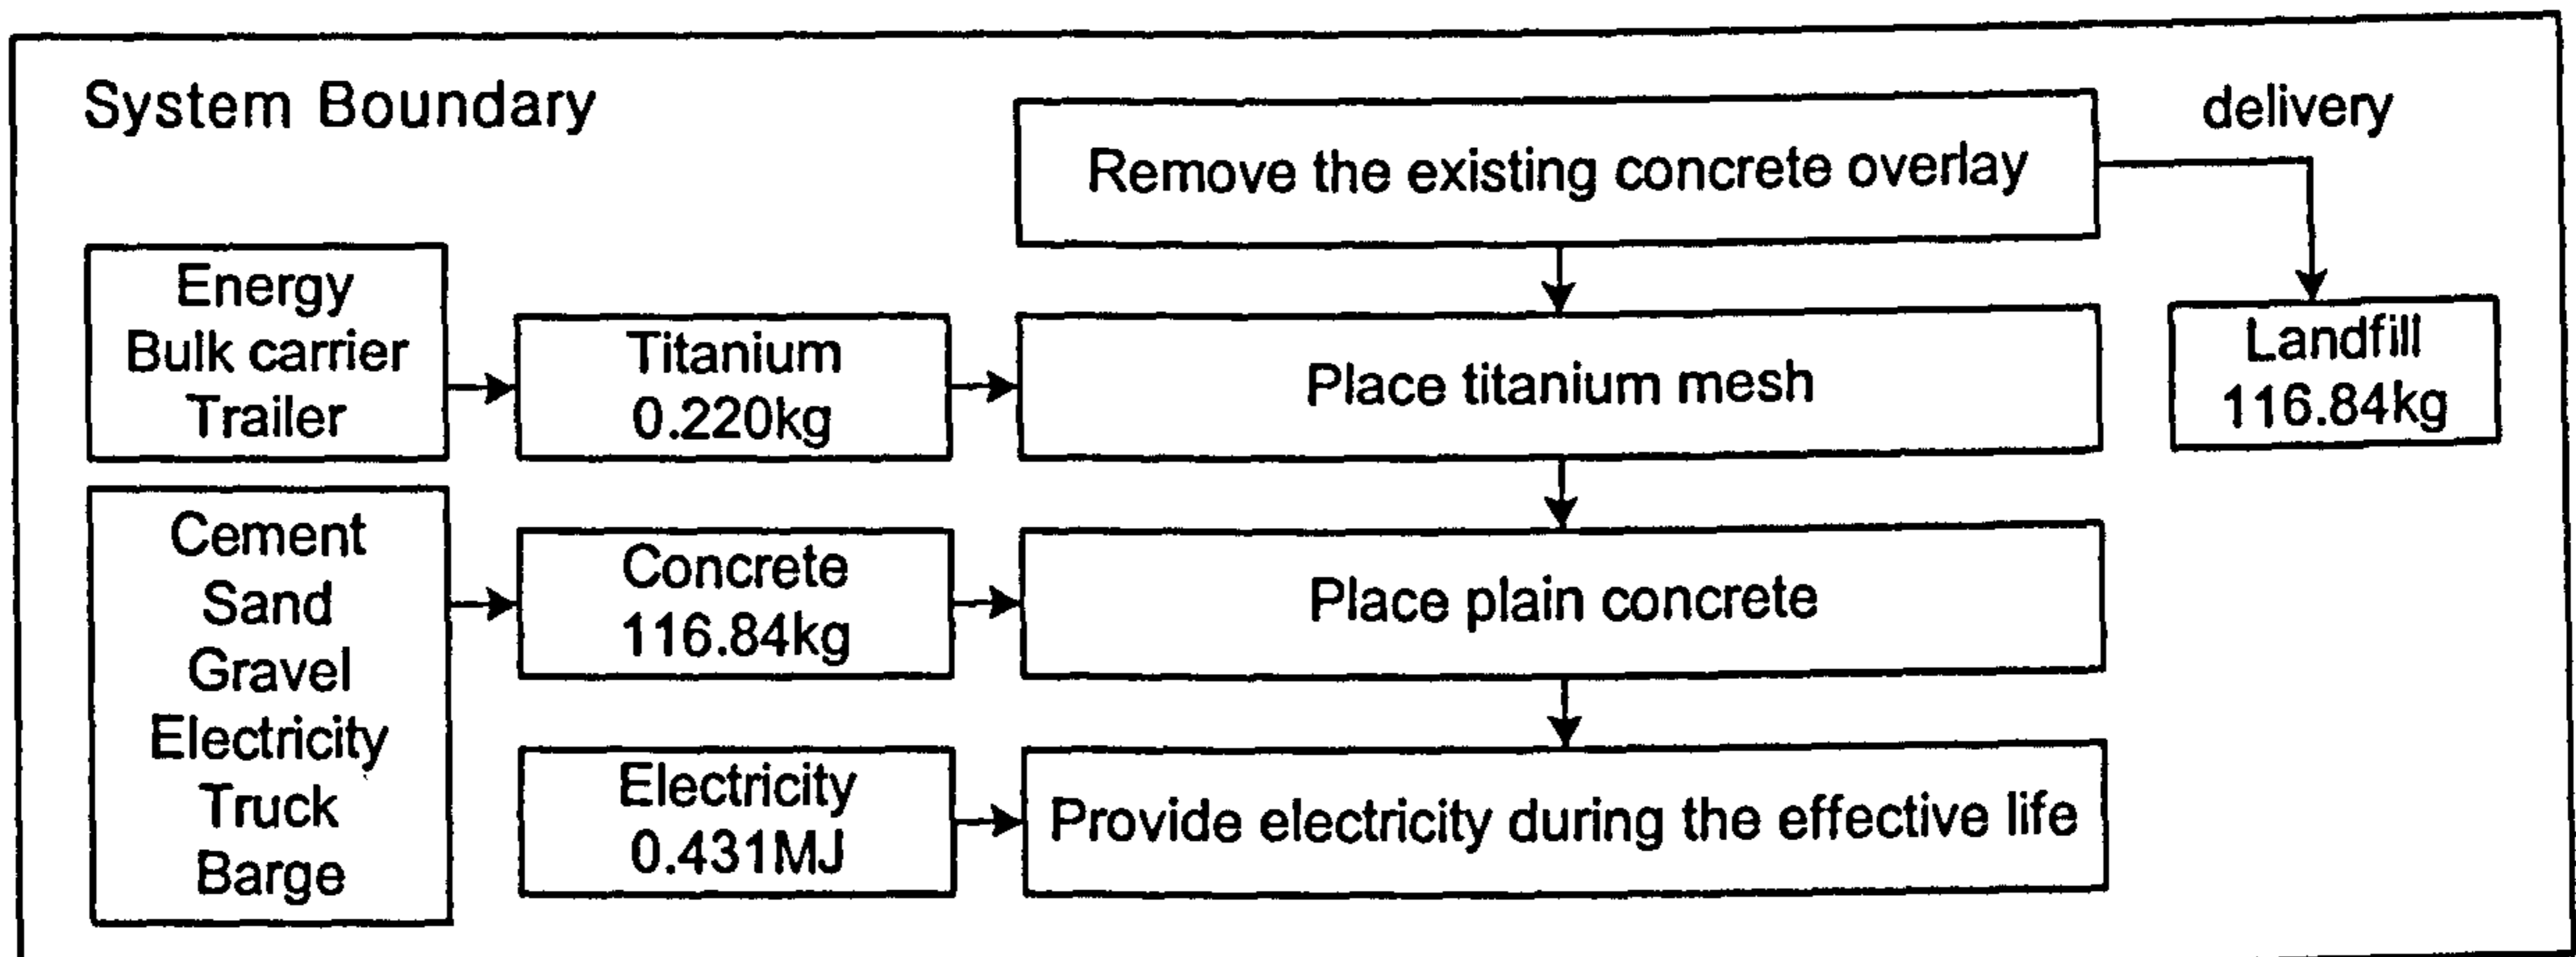 System Boundary
Remove the existing concrete overlay
delivery
Energy
Bulk carrier
Trailer
Titanium
0.220kg
Place titanium mesh
Landfill
116.84kg
Cement
Sand
Gravel
Electricity
Truck
Barge
Concrete
116.84kg
Place plain concrete
Electricity
0.431MJ
Provide electricity during the effective life